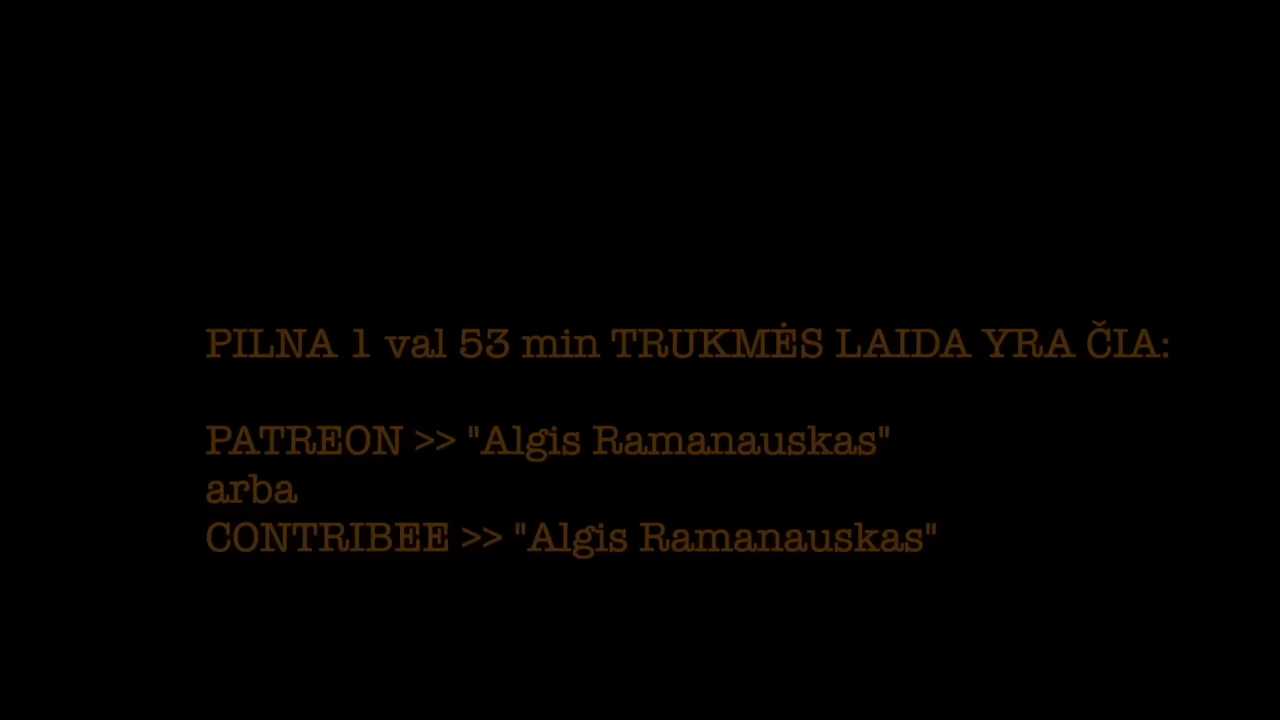 PILNA 1 val 53 min TRUKMĖS LAIDA YRA ČIA:
PATREON >> "Algis Ramanauskas"
arba
CONTRIBEE >> "Algis Ramanauskas"